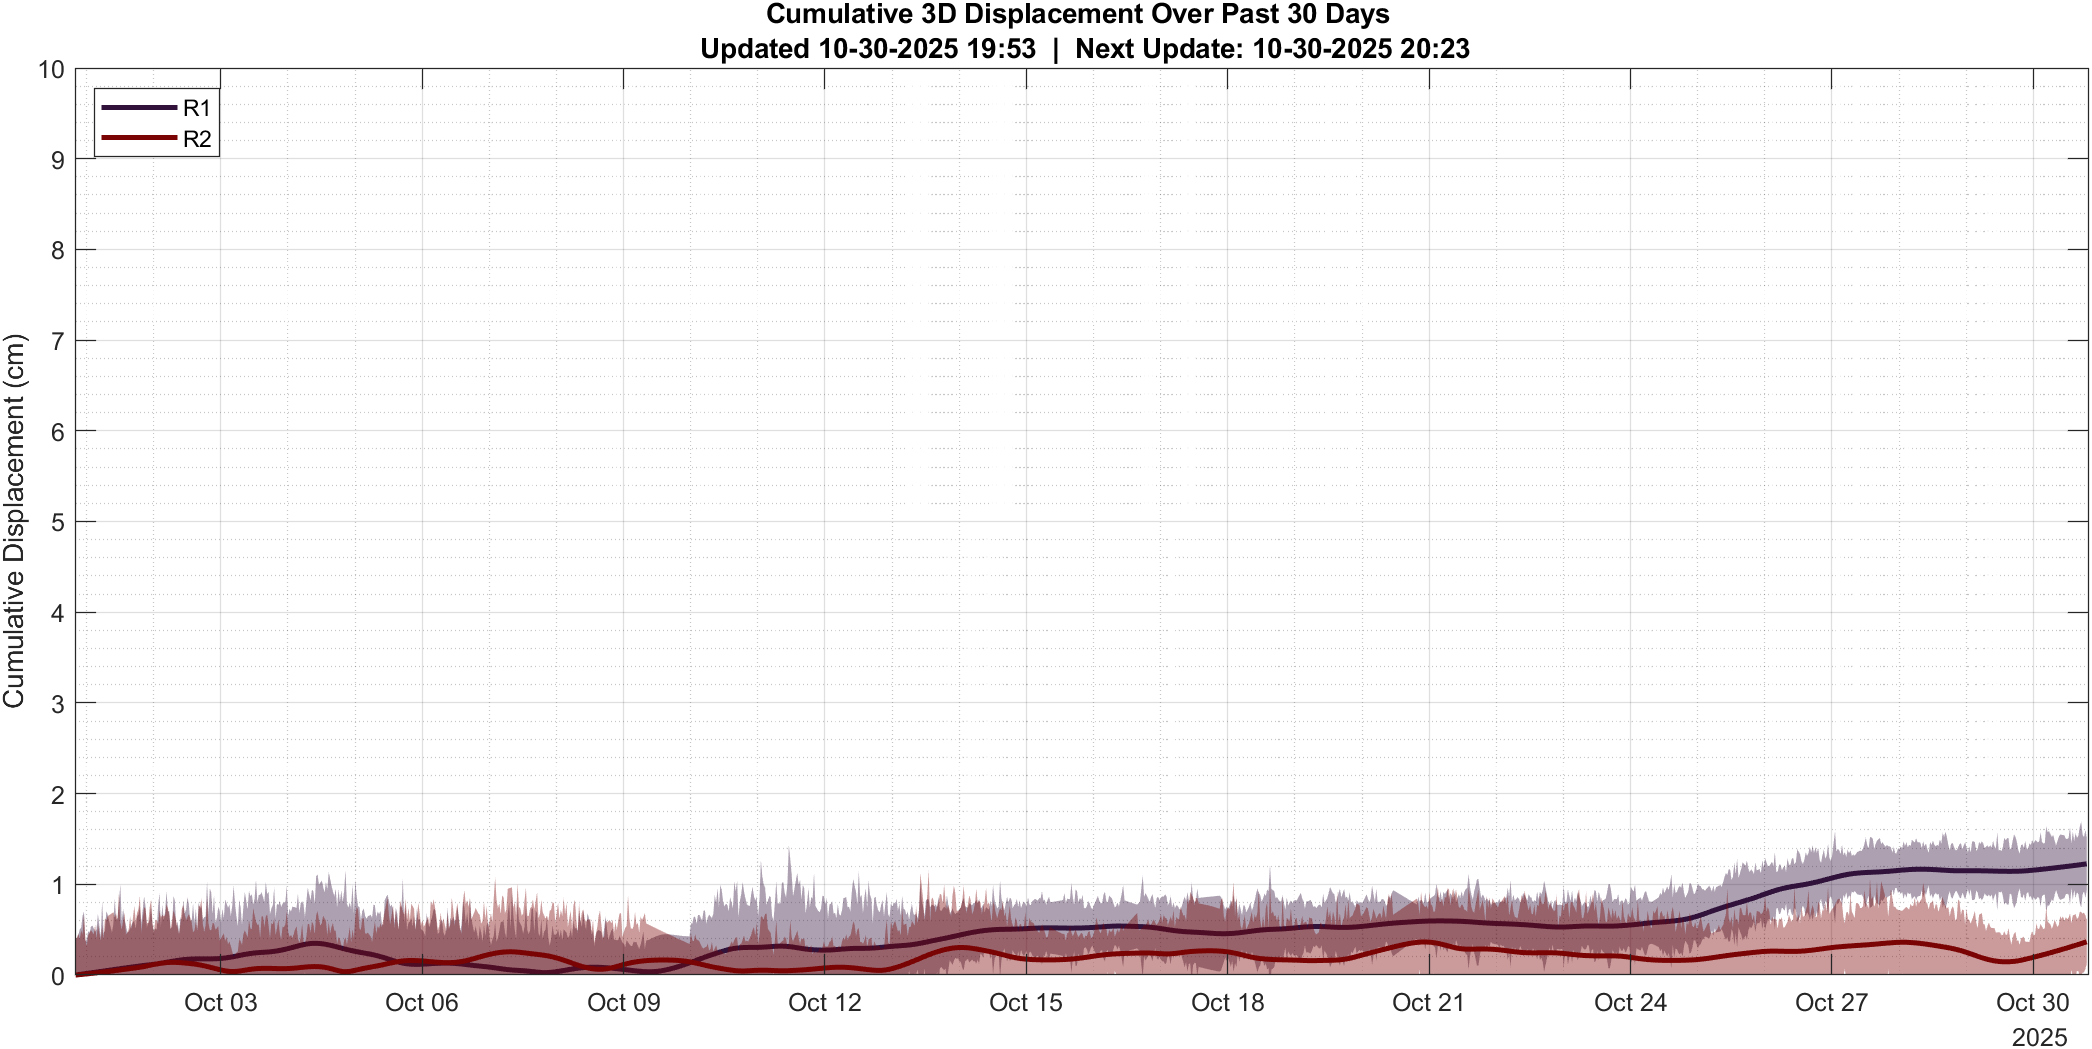 Cumulative 3D Displacement Over Past 30 Days
Updated 10-30-2025 19:53 | Next Update: 10-30-2025 20:23
R1
R2
Cumulative Displacement (cm)
10
9
8
7
6
5
4
3
2
1
0
Oct 03 Oct 06 Oct 09 Oct 12 Oct 15 Oct 18 Oct 21 Oct 24 Oct 27 Oct 30
2025